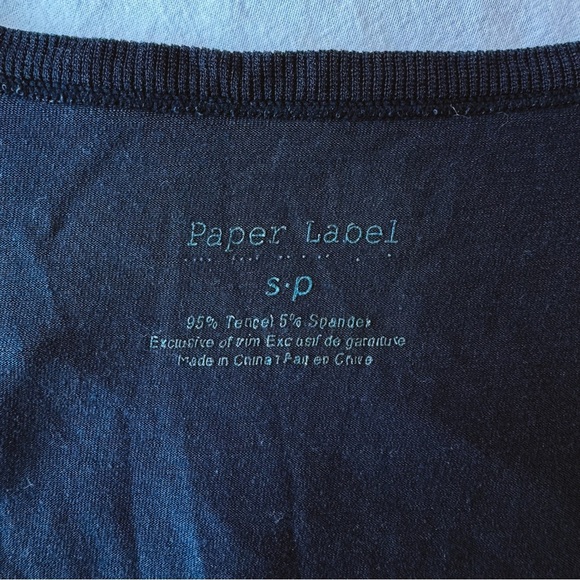 Paper Label
s·p
95% Tencel 5% Spandex
Exclusive of trim Exclusif de garniture
Made in China / Fait en Chine